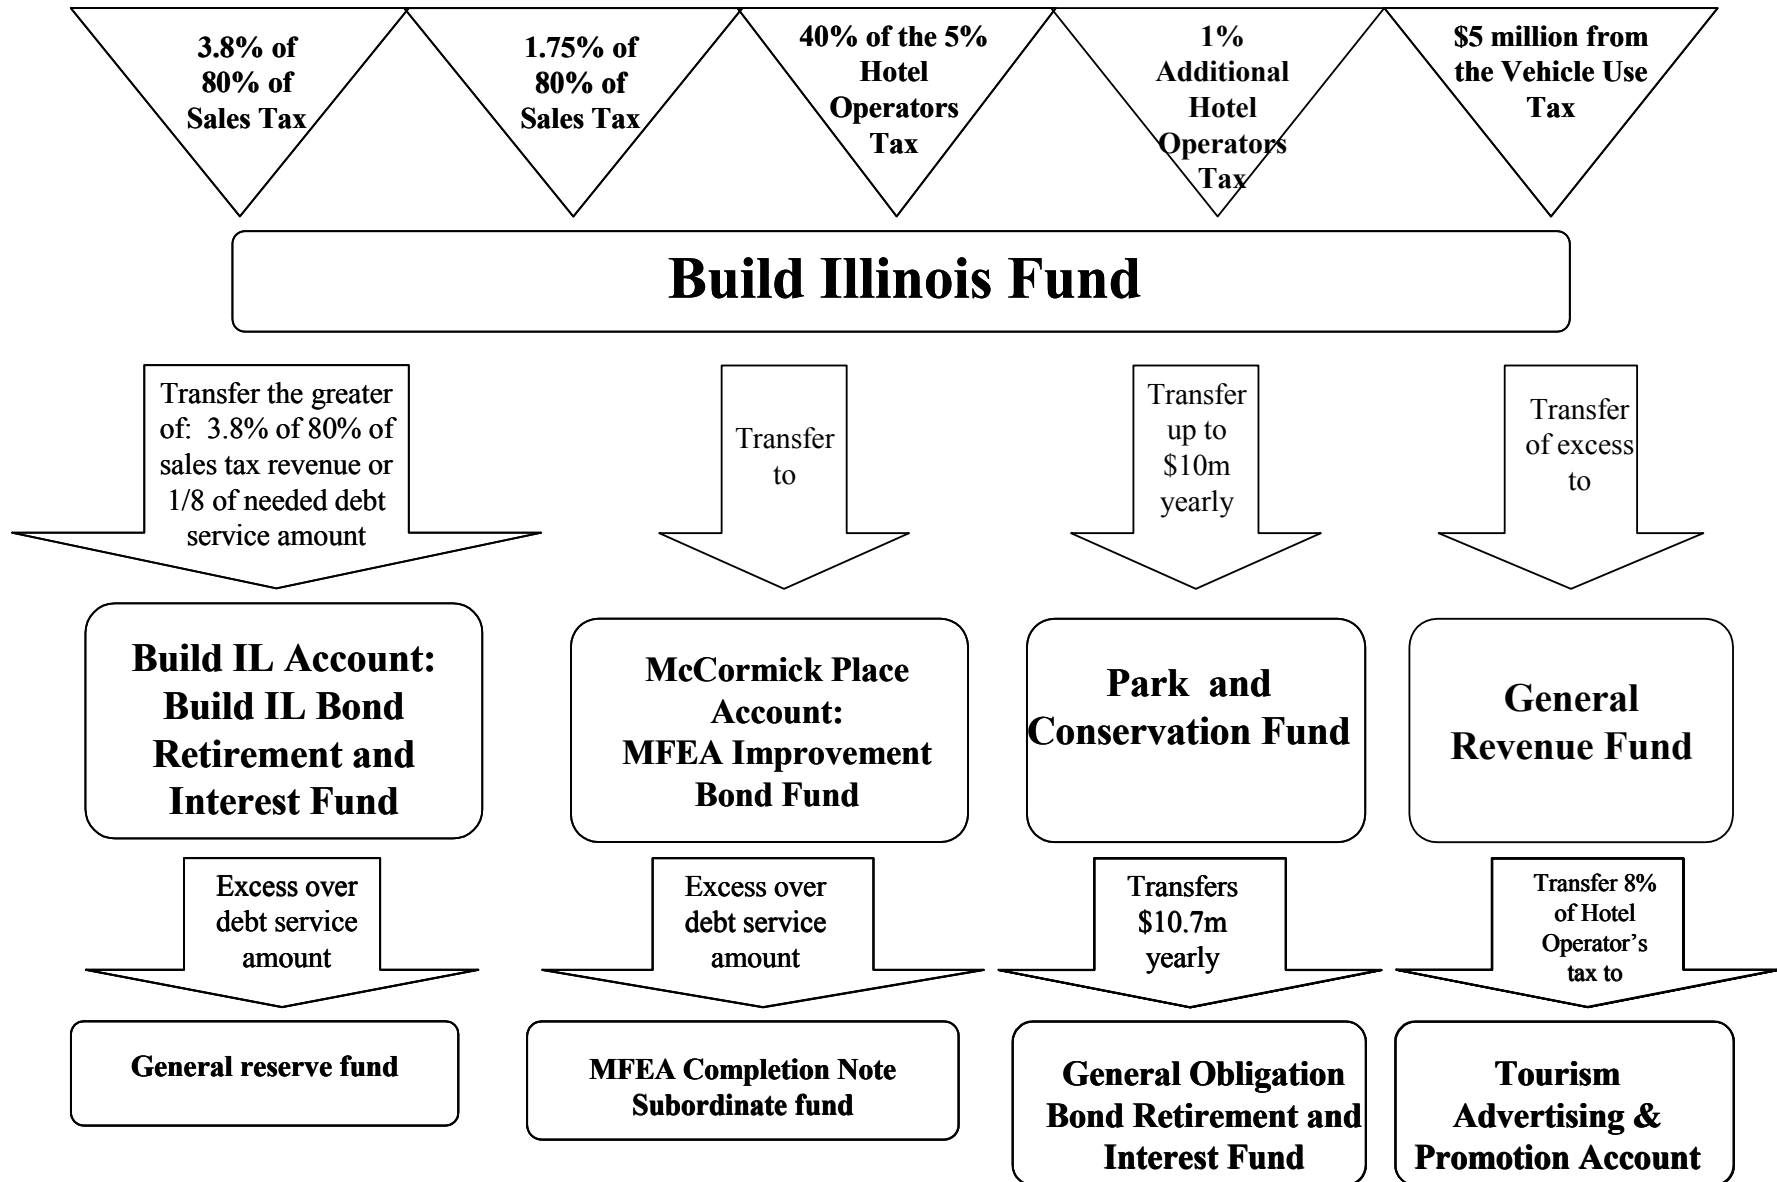 3.8% of
80% of
Sales Tax
1.75% of
80% of
Sales Tax
40% of the 5%
Hotel
Operators
Tax
1%
Additional
Hotel
Operators
Tax
$5 million from
the Vehicle Use
Tax
Build Illinois Fund
Transfer the greater
of: 3.8% of 80% of
sales tax revenue or
1/8 of needed debt
service amount
Transfer
to
Transfer
up to
$10m
yearly
Transfer
of excess
to
Build IL Account:
Build IL Bond
Retirement and
Interest Fund
McCormick Place
Account:
MFEA Improvement
Bond Fund
Park and
Conservation Fund
General
Revenue Fund
Excess over
debt service
amount
Excess over
debt service
amount
Transfers
$10.7m
yearly
Transfer 8%
of Hotel
Operator’s
tax to
General reserve fund
MFEA Completion Note
Subordinate fund
General Obligation
Bond Retirement and
Interest Fund
Tourism
Advertising &
Promotion Account